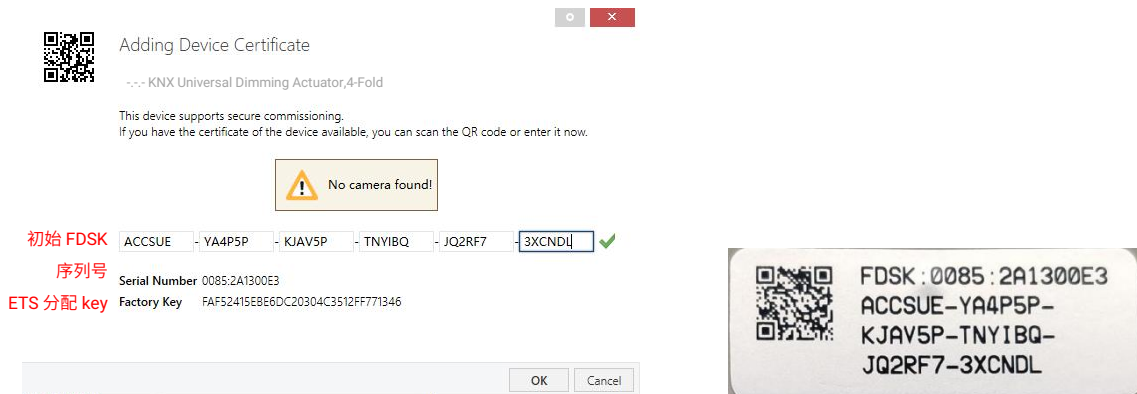 Adding Device Certificate
-.-.- KNX Universal Dimming Actuator,4-Fold
This device supports secure commissioning.
If you have the certificate of the device available, you can scan the QR code or enter it now.
No camera found!
初始 FDSK ACCSUE - YA4P5P - KJAV5P - TNYIBQ - JQ2RF7 - 3XCNDL
序列号 Serial Number 0085:2A1300E3
ETS 分配 key Factory Key FAF52415EBE6DC20304C3512FF771346
OK Cancel
FDSK:0085:2A1300E3
ACCSUE-YA4P5P-
KJAV5P-TNYIBQ-
JQ2RF7-3XCNDL